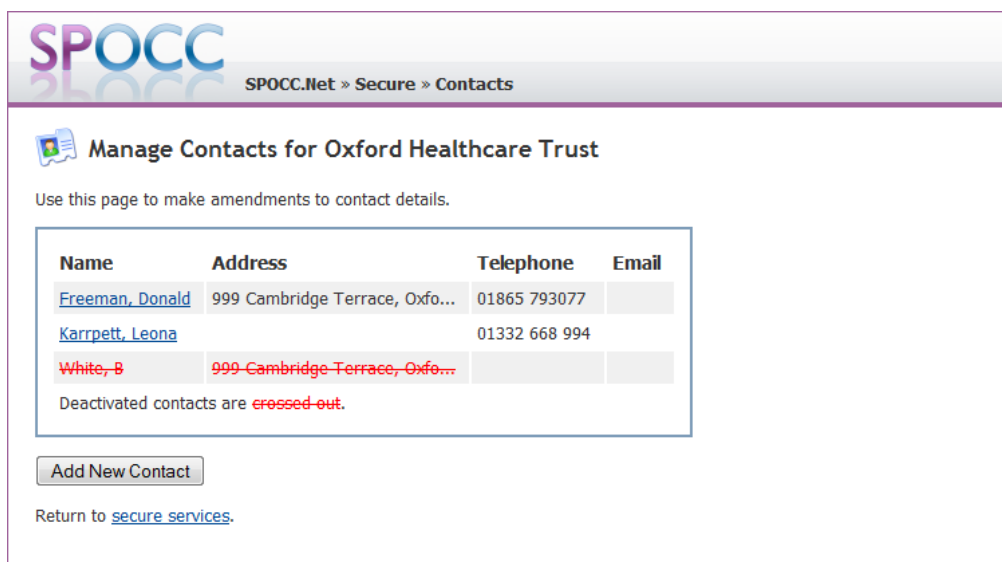 SPOCC
SPOCC.Net » Secure » Contacts
Manage Contacts for Oxford Healthcare Trust
Use this page to make amendments to contact details.
Name Address Telephone Email
Freeman, Donald 999 Cambridge Terrace, Oxfo... 01865 793077
Karrpett, Leona 01332 668 994
White, B 999 Cambridge Terrace, Oxfo...
Deactivated contacts are crossed out.
Add New Contact
Return to secure services.